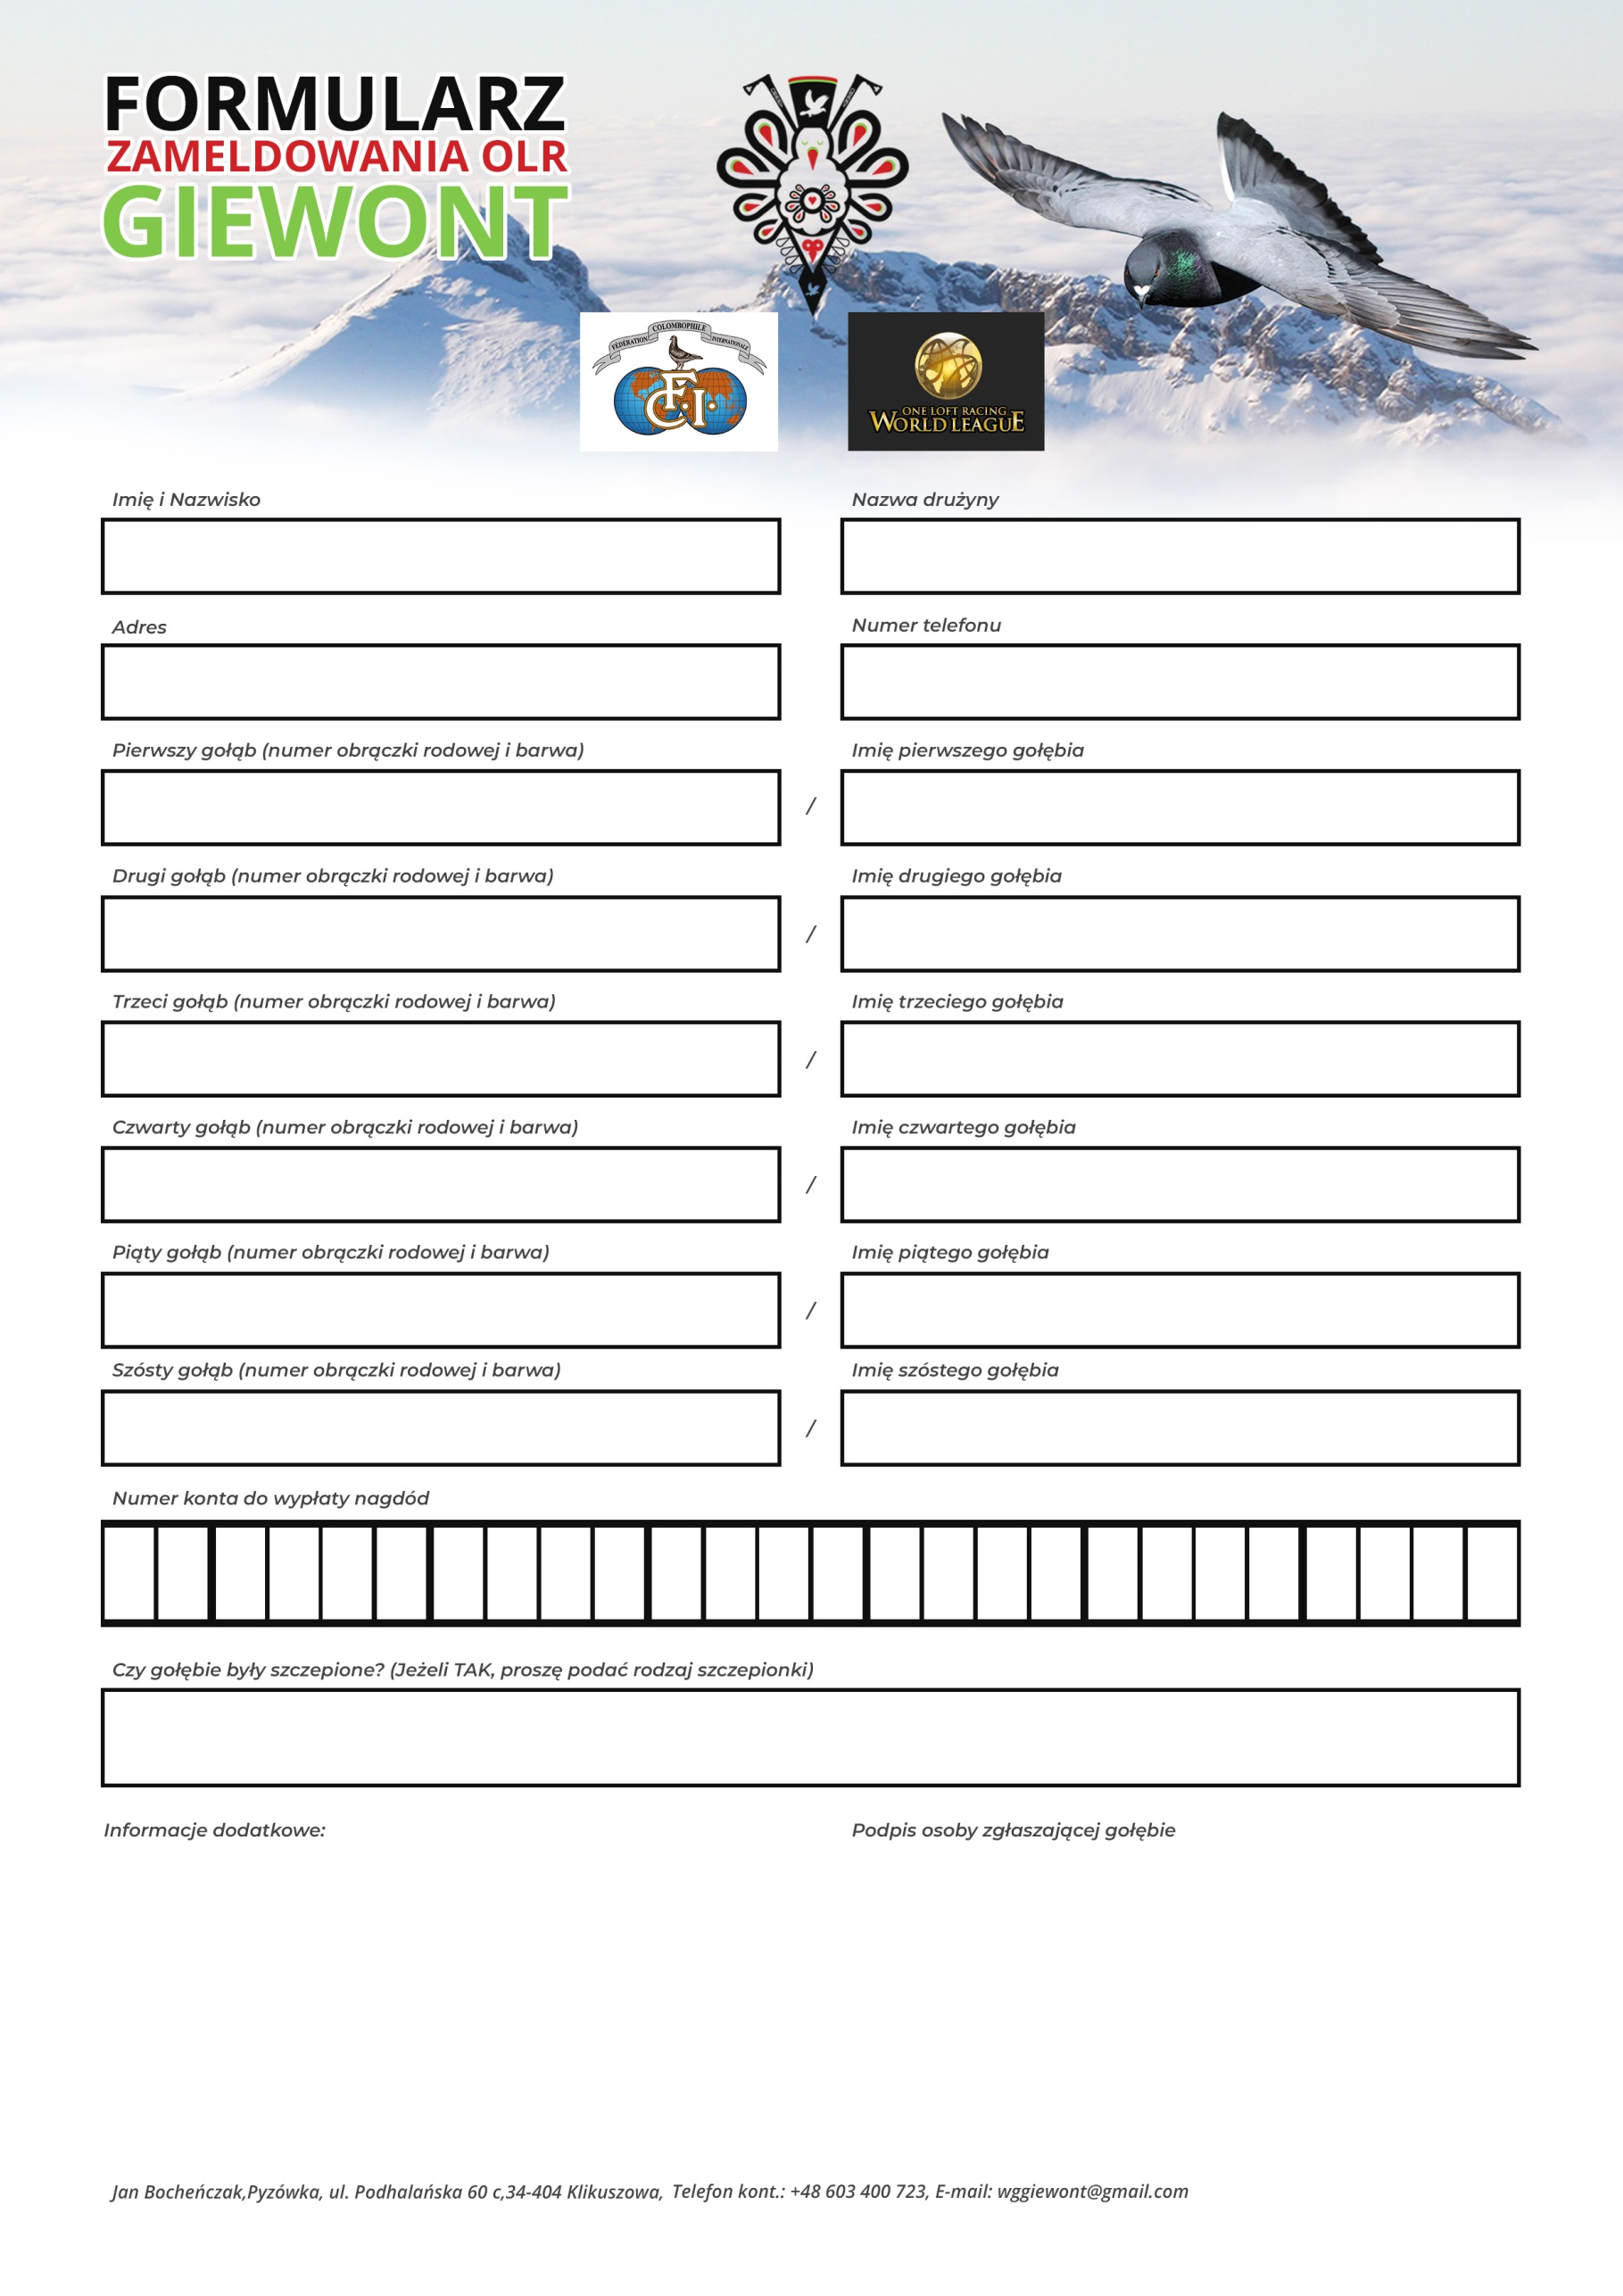 FORMULARZ
ZAMELDOWANIA OLR
GIEWONT
FÉDÉRATION COLOMBOPHILE INTERNATIONALE
FCI
ONE LOFT RACING
WORLD LEAGUE
Imię i Nazwisko
Nazwa drużyny
Adres
Numer telefonu
Pierwszy gołąb (numer obrączki rodowej i barwa)
Imię pierwszego gołębia
/
Drugi gołąb (numer obrączki rodowej i barwa)
Imię drugiego gołębia
/
Trzeci gołąb (numer obrączki rodowej i barwa)
Imię trzeciego gołębia
/
Czwarty gołąb (numer obrączki rodowej i barwa)
Imię czwartego gołębia
/
Piąty gołąb (numer obrączki rodowej i barwa)
Imię piątego gołębia
/
Szósty gołąb (numer obrączki rodowej i barwa)
Imię szóstego gołębia
/
Numer konta do wypłaty nagdód
Czy gołębie były szczepione? (Jeżeli TAK, proszę podać rodzaj szczepionki)
Informacje dodatkowe:
Podpis osoby zgłaszającej gołębie
Jan Bocheńczak,Pyzówka, ul. Podhalańska 60 c,34-404 Klikuszowa, Telefon kont.: +48 603 400 723, E-mail: wggiewont@gmail.com